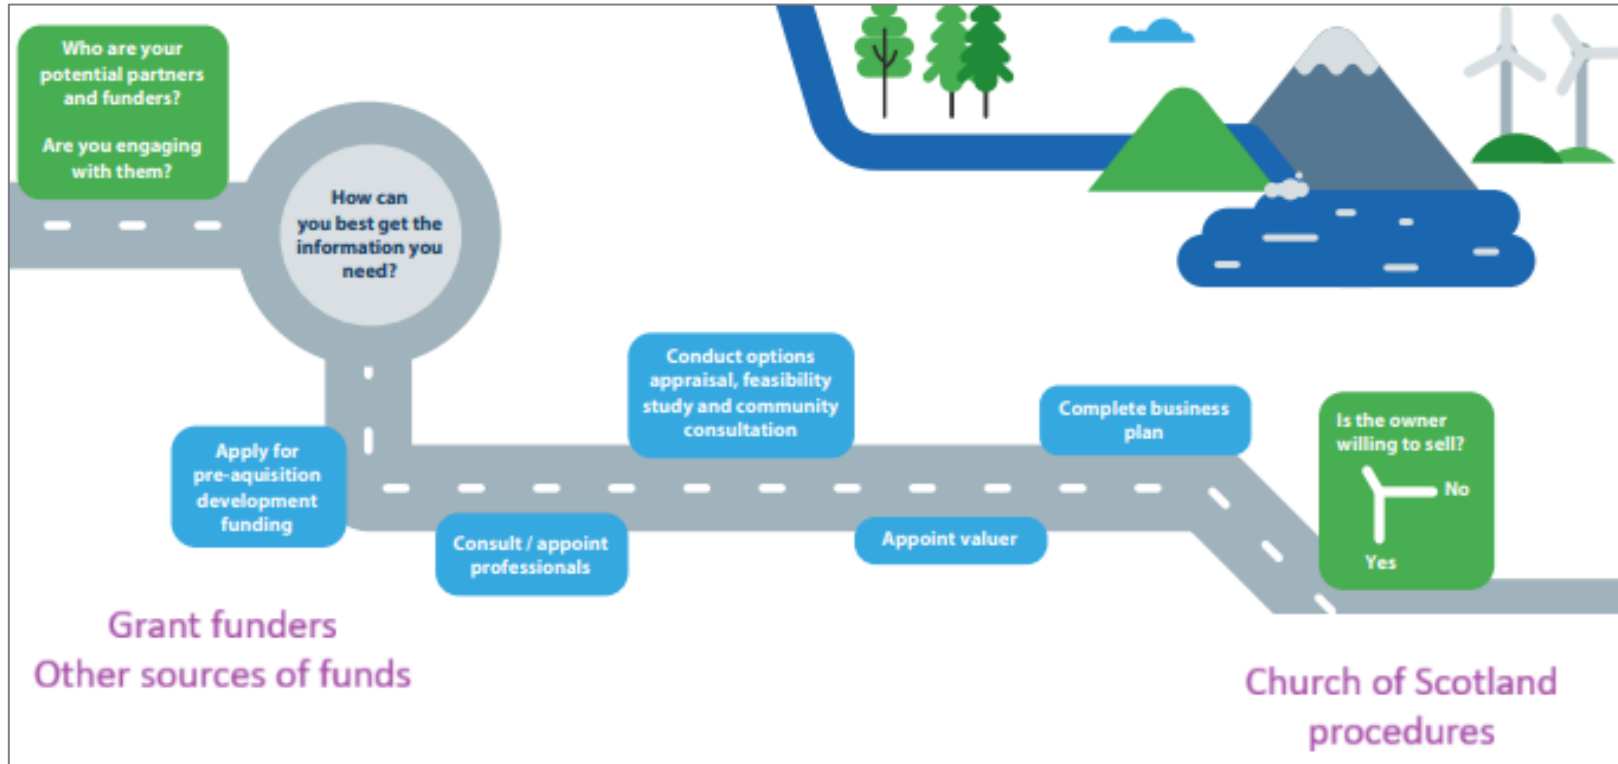 Who are your
potential partners
and funders?
Are you engaging
with them?
How can
you best get the
information you
need?
Conduct options
appraisal, feasibility
study and community
consultation
Complete business
plan
Is the owner
willing to sell?
No
Yes
Apply for
pre-aquisition
development
funding
Consult / appoint
professionals
Appoint valuer
Grant funders
Other sources of funds
Church of Scotland
procedures